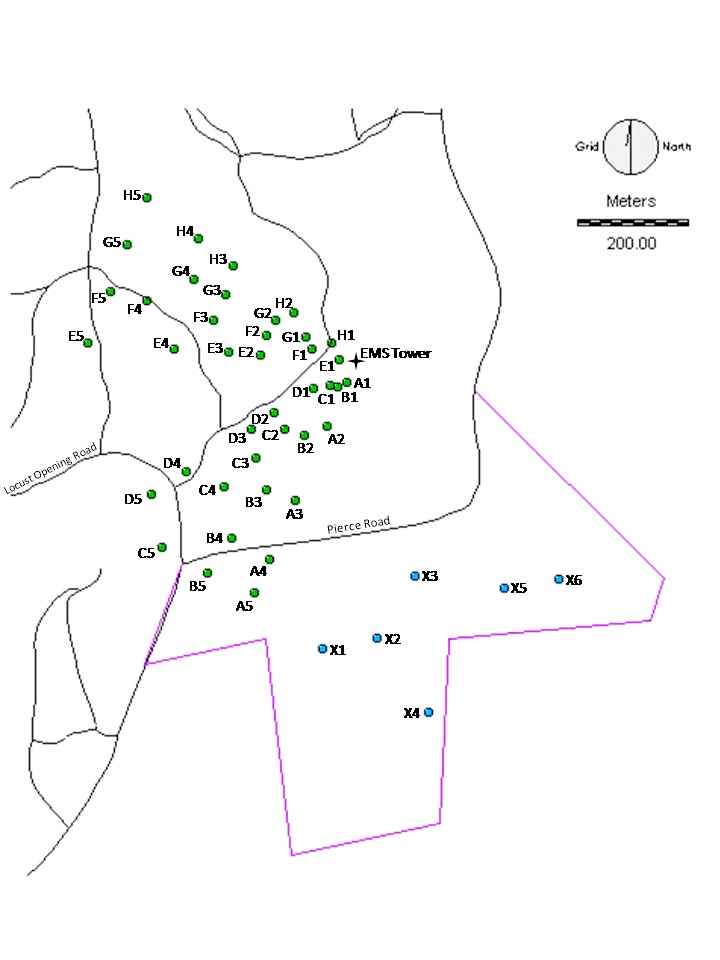 Grid North
Meters
200.00
H5
H4
G5
H3
G4
G3
F5
F4
H2
G2
F3
F2
G1
H1
E5
E4
E3
E2
F1
EMS Tower
E1
A1
D1
C1
B1
D2
D3
C2
B2
A2
Locust Opening Road
D4
C3
D5
C4
B3
A3
Pierce Road
B4
C5
A4
B5
A5
X3
X5
X6
X1
X2
X4